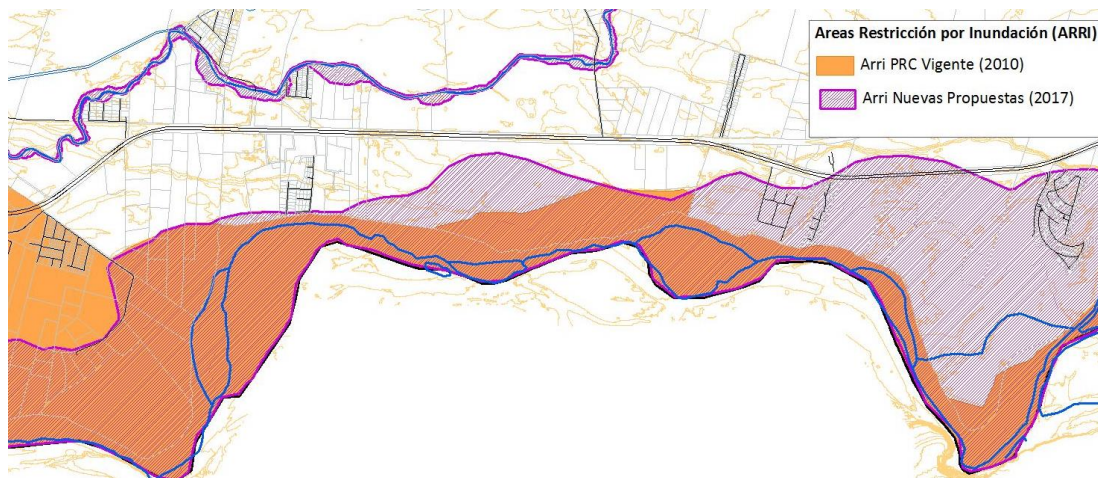 Areas Restricción por Inundación (ARRI)
Arri PRC Vigente (2010)
Arri Nuevas Propuestas (2017)